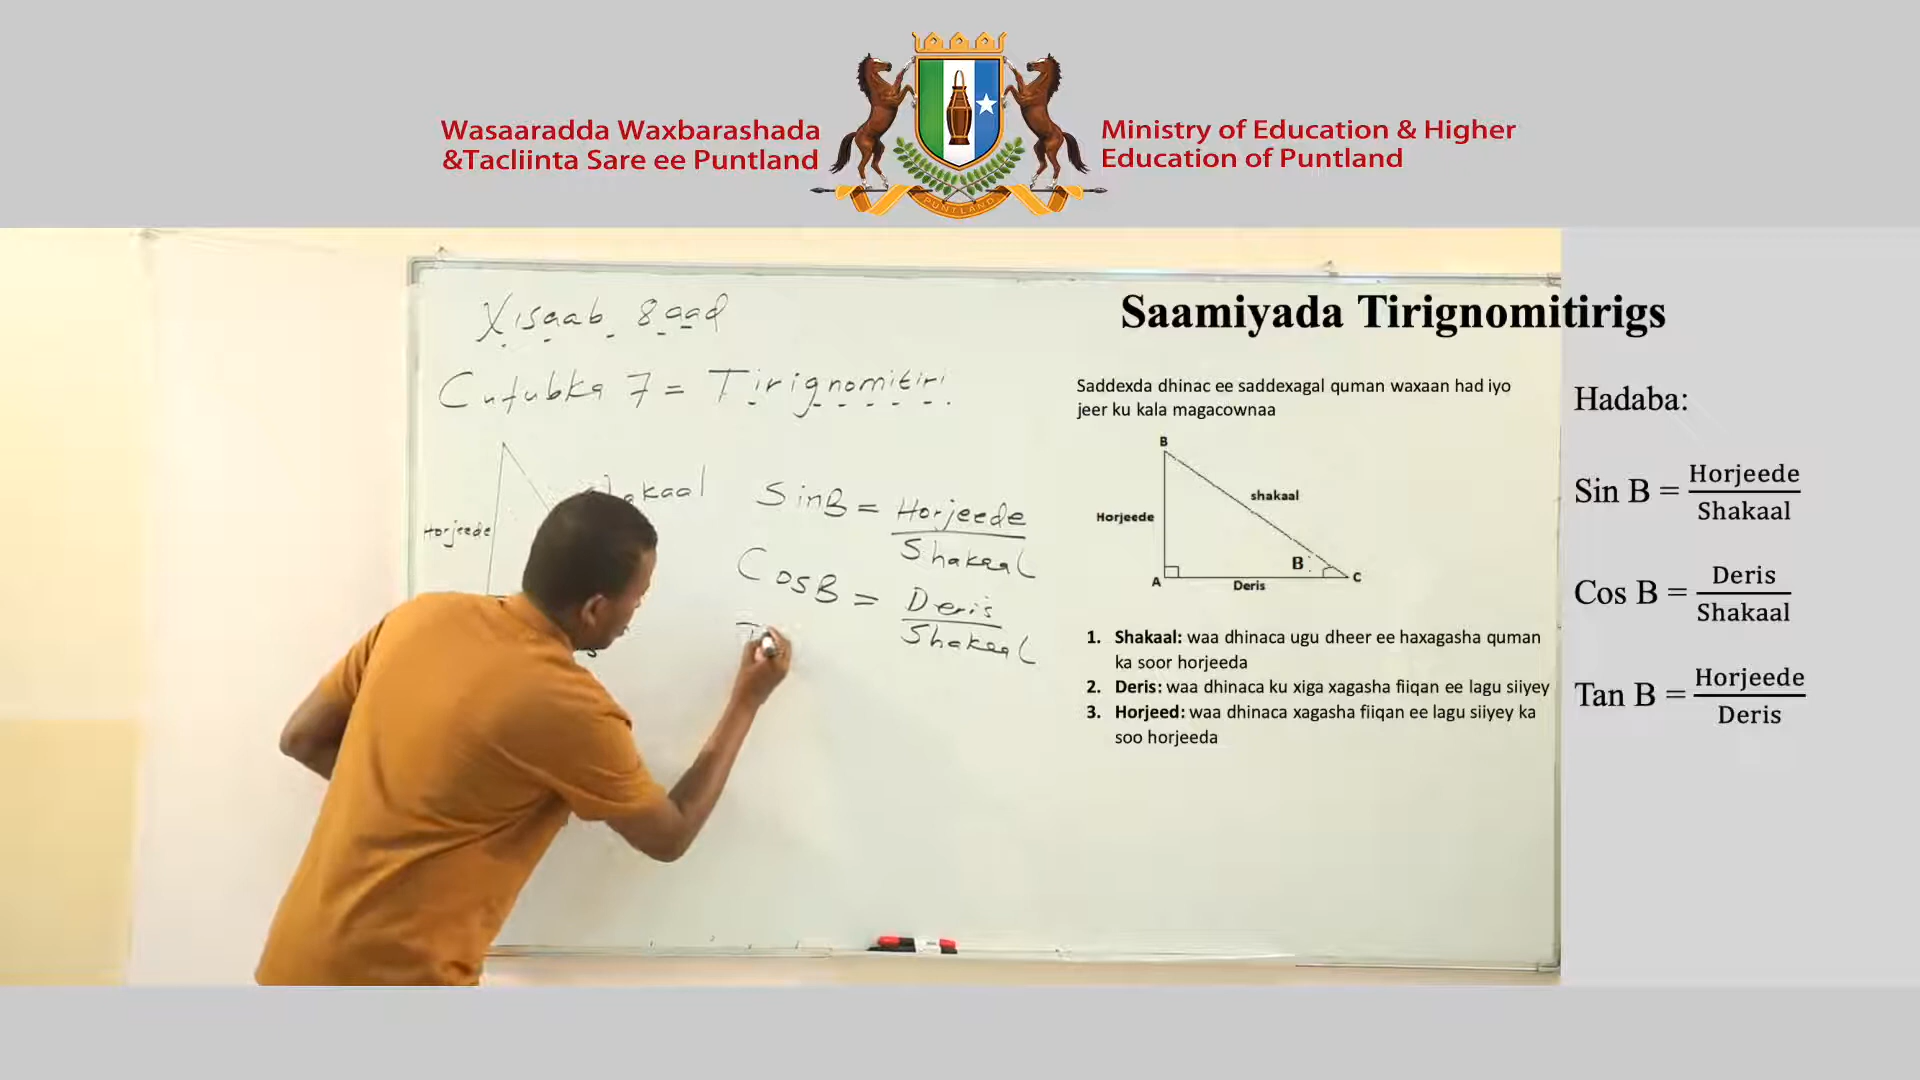 Wasaaradda Waxbarashada
&Tacliinta Sare ee Puntland
PUNTLAND
Ministry of Education & Higher
Education of Puntland
Xisaab 8aad
Cutubka 7 = Tirignomitiri
Horjeede
SinB = Horjeede
Shakaal
CosB = Deris
Shakaal
T
Saamiyada Tirignomitirigs
Saddexda dhinac ee saddexagal quman waxaan had iyo
jeer ku kala magacownaa
B
shakaal
Horjeede
B
A
C
Deris
1. Shakaal: waa dhinaca ugu dheer ee haxagasha quman
ka soor horjeeda
2. Deris: waa dhinaca ku xiga xagasha fiiqan ee lagu siiyey
3. Horjeed: waa dhinaca xagasha fiiqan ee lagu siiyey ka
soo horjeeda
Hadaba:
Sin B = Horjeede
Shakaal
Cos B = Deris
Shakaal
Tan B = Horjeede
Deris